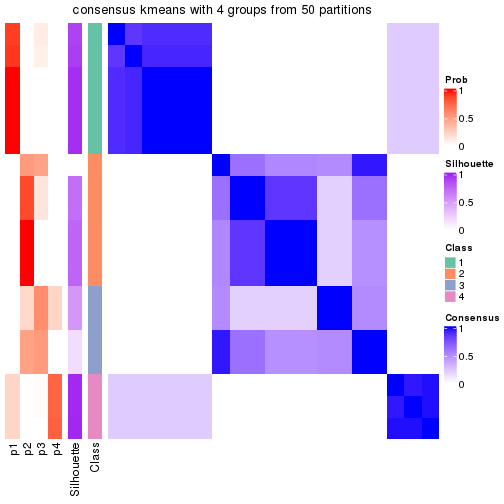 consensus kmeans with 4 groups from 50 partitions
Prob
1
0.5
0
Silhouette
1
0.5
0
Class
1
2
3
4
Consensus
1
0.5
0
p1
p2
p3
p4
Silhouette
Class